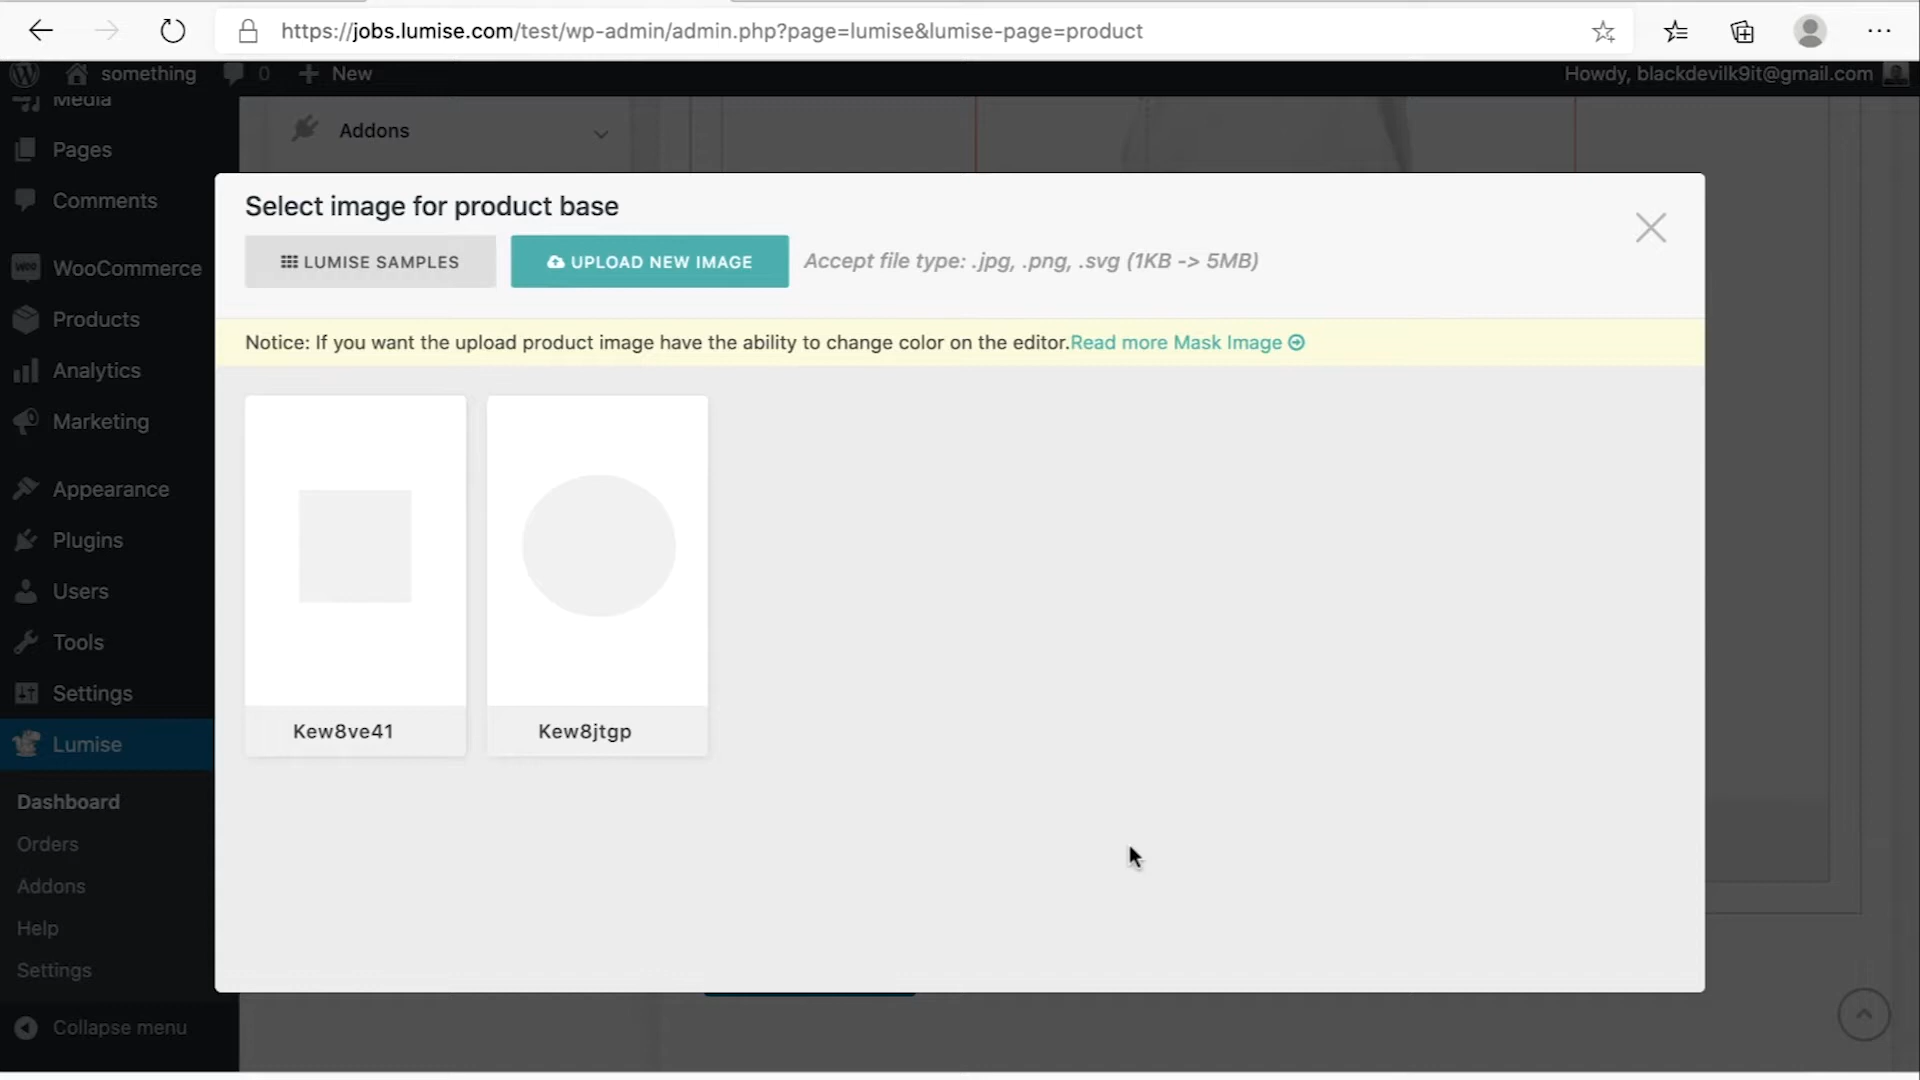 https://jobs.lumise.com/test/wp-admin/admin.php?page=lumise&lumise-page=product
something
0
New
Howdy, blackdevilk9it@gmail.com
Media
Pages
Comments
WooCommerce
Products
Analytics
Marketing
Appearance
Plugins
Users
Tools
Settings
Lumise
Dashboard
Orders
Addons
Help
Settings
Collapse menu
Addons
Select image for product base
LUMISE SAMPLES
UPLOAD NEW IMAGE
Accept file type: .jpg, .png, .svg (1KB -> 5MB)
Notice: If you want the upload product image have the ability to change color on the editor.Read more Mask Image
Kew8ve41
Kew8jtgp